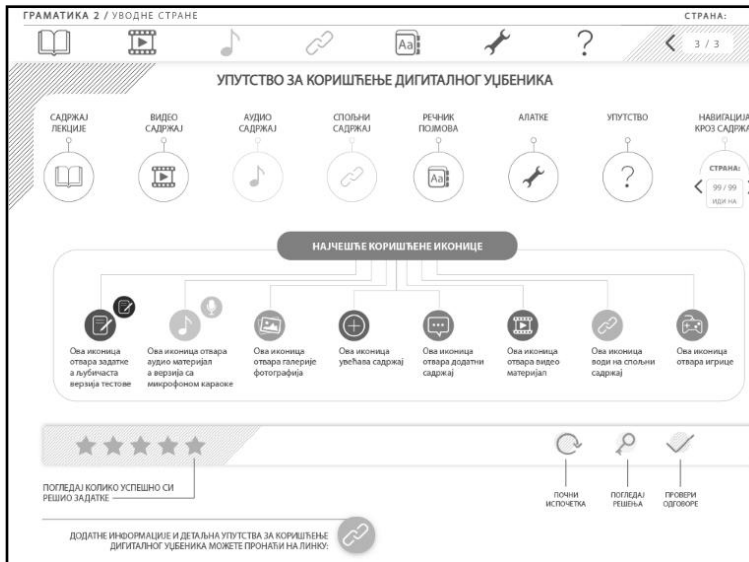 ГРАМАТИКА 2 / УВОДНЕ СТРАНЕ
СТРАНА:
Aa
?
3 / 3
УПУТСТВО ЗА КОРИШЋЕЊЕ ДИГИТАЛНОГ УЏБЕНИКА
САДРЖАЈ
ЛЕКЦИЈЕ
ВИДЕО
САДРЖАЈ
АУДИО
САДРЖАЈ
СПОЉНИ
САДРЖАЈ
РЕЧНИК
ПОЈМОВА
АЛАТКЕ
УПУТСТВО
НАВИГАЦИЈА
КРОЗ САДРЖА
Aa
?
СТРАНА:
99 / 99
ИДИ НА
НАЈЧЕШЋЕ КОРИШЋЕНЕ ИКОНИЦЕ
Ова иконица
отвара задатке
а љубичаста
верзија тестове
Ова иконица отвара
аудио материјал
а верзија са
микрофоном караоке
Ова иконица
отвара галерије
фотографија
Ова иконица
увећава садржај
Ова иконица
отвара додатни
садржај
Ова иконица
отвара видео
материјал
Ова иконица
води на спољни
садржај
Ова иконица
отвара игрице
ПОГЛЕДАЈ КОЛИКО УСПЕШНО СИ
РЕШИО ЗАДАТКЕ
ПОЧНИ
ИСПОЧЕТКА
ПОГЛЕДАЈ
РЕШЕЊА
ПРОВЕРИ
ОДГОВОРЕ
ДОДАТНЕ ИНФОРМАЦИЈЕ И ДЕТАЉНА УПУТСТВА ЗА КОРИШЋЕЊЕ
ДИГИТАЛНОГ УЏБЕНИКА МОЖЕТЕ ПРОНАЋИ НА ЛИНКУ: